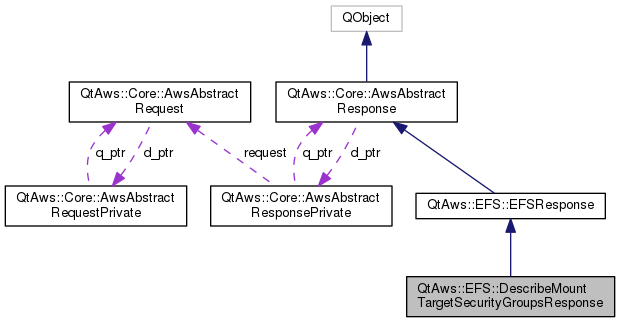 QObject
QtAws::Core::AwsAbstract
Request
QtAws::Core::AwsAbstract
Response
q_ptr
d_ptr
request
q_ptr
d_ptr
QtAws::Core::AwsAbstract
RequestPrivate
QtAws::Core::AwsAbstract
ResponsePrivate
QtAws::EFS::EFSResponse
QtAws::EFS::DescribeMount
TargetSecurityGroupsResponse